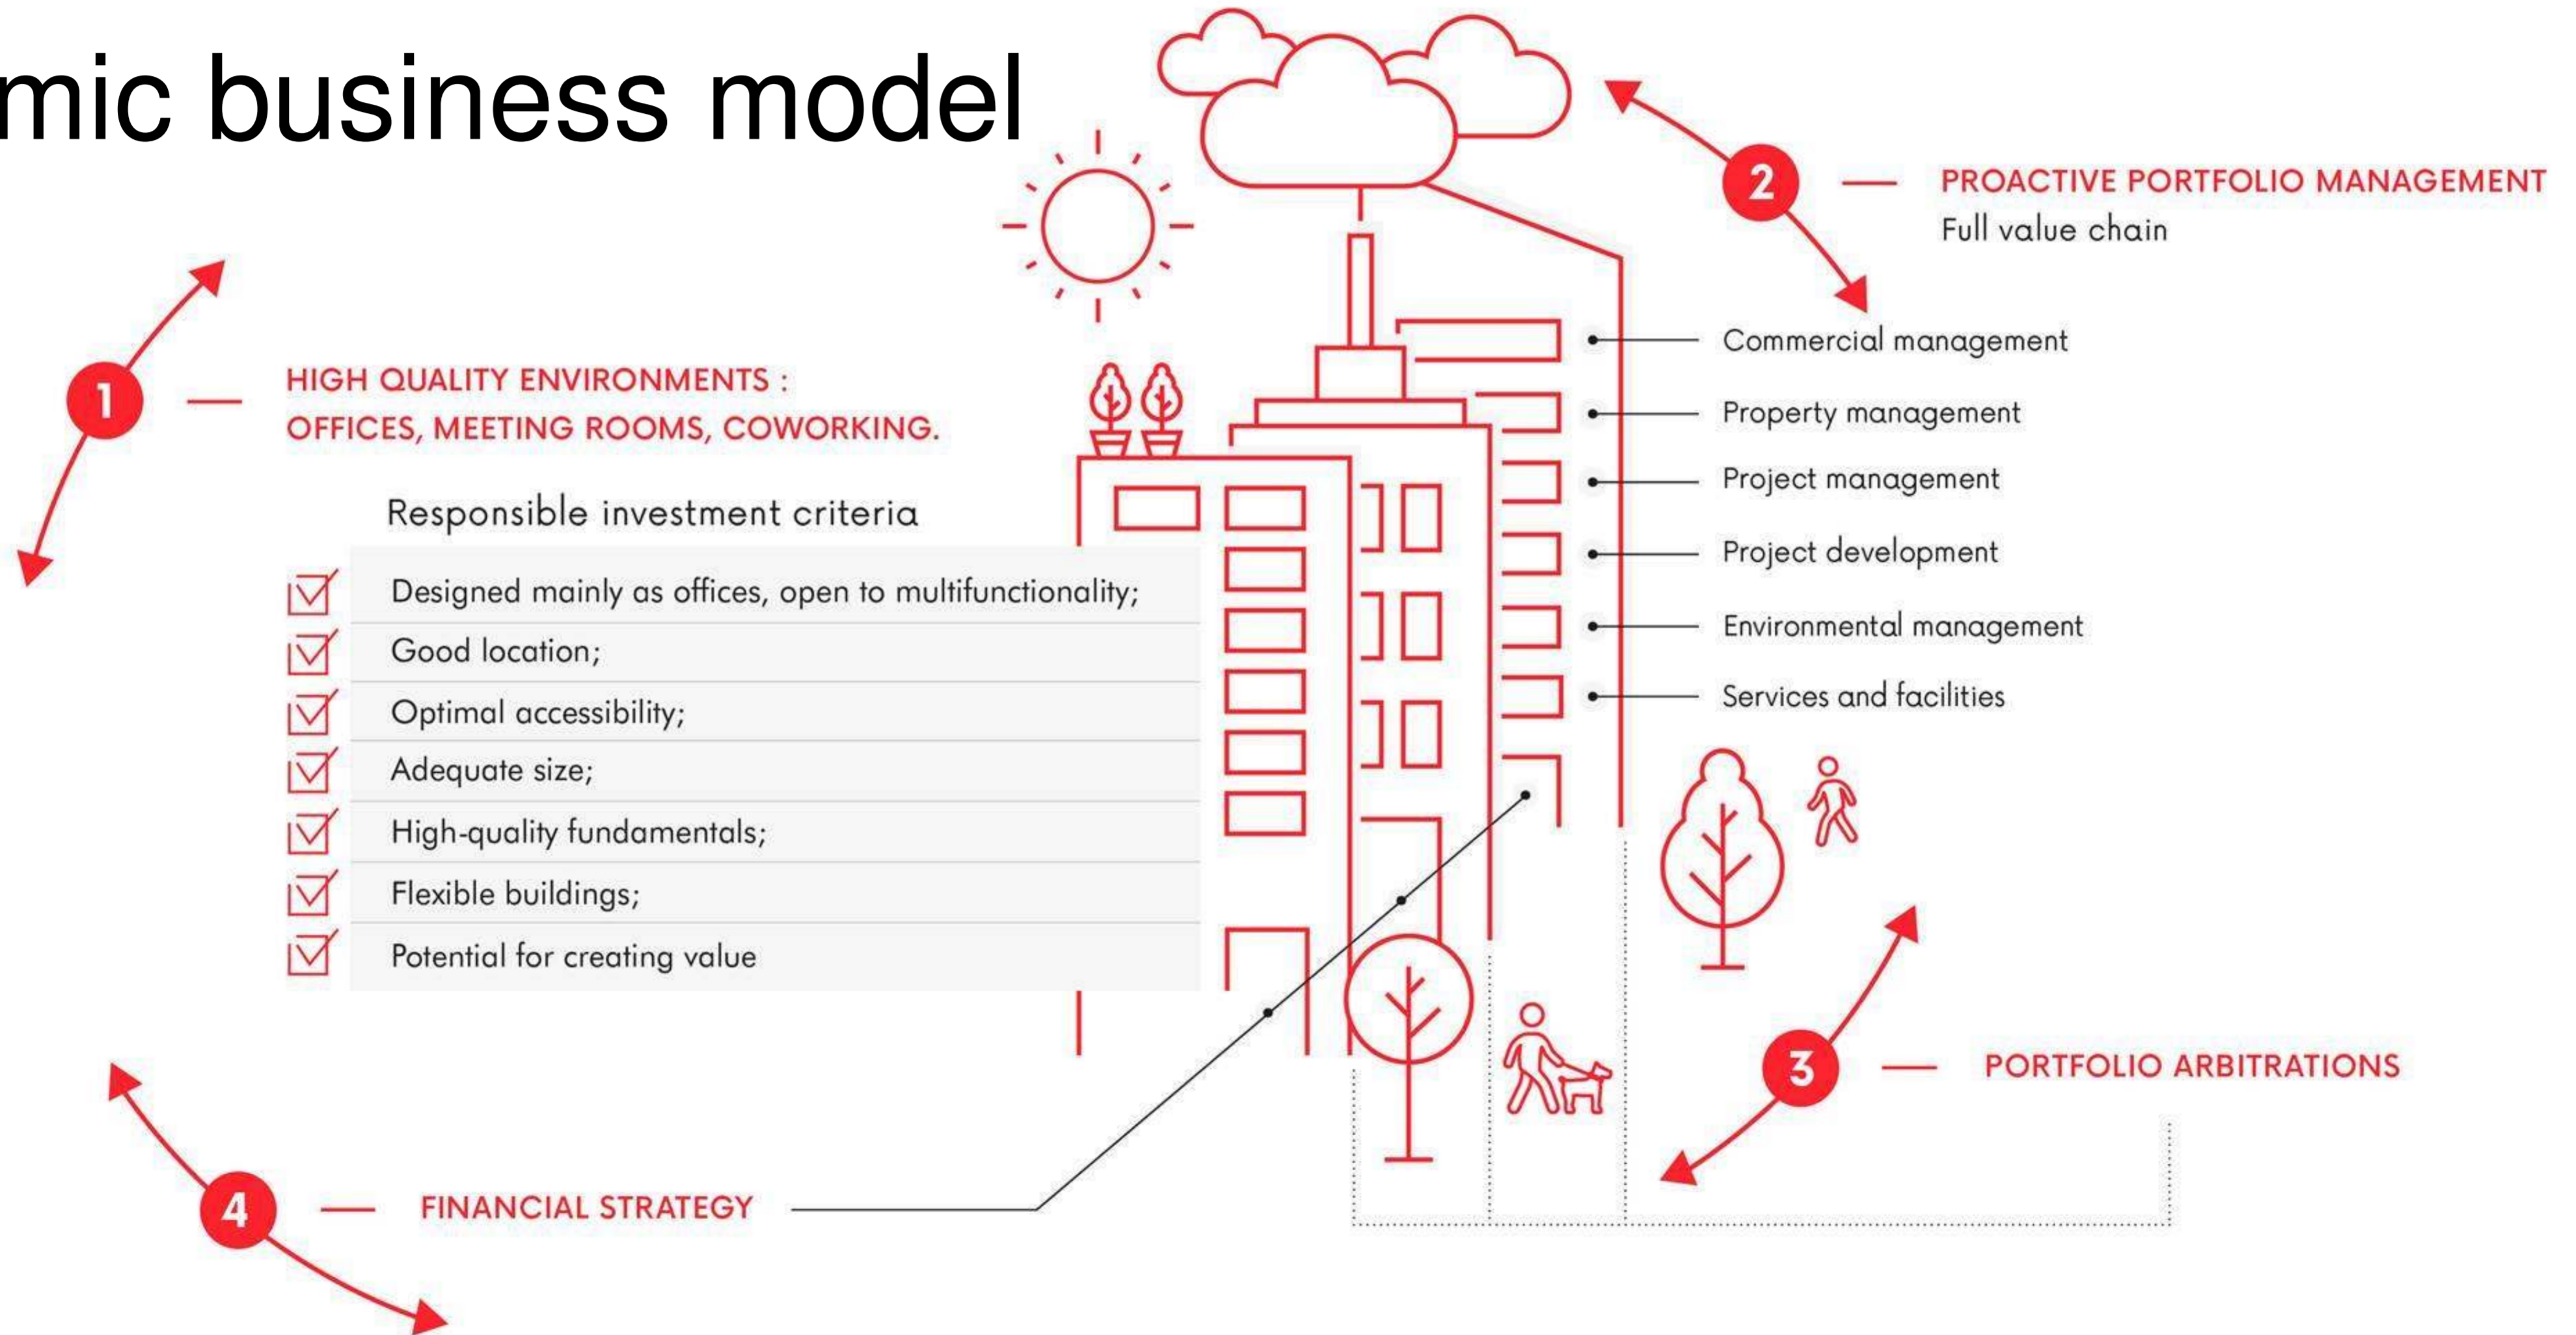 mic business model
1
HIGH QUALITY ENVIRONMENTS :
OFFICES, MEETING ROOMS, COWORKING.
Responsible investment criteria
Designed mainly as offices, open to multifunctionality;
Good location;
Optimal accessibility;
Adequate size;
High-quality fundamentals;
Flexible buildings;
Potential for creating value
2
PROACTIVE PORTFOLIO MANAGEMENT
Full value chain
Commercial management
Property management
Project management
Project development
Environmental management
Services and facilities
3
PORTFOLIO ARBITRATIONS
4
FINANCIAL STRATEGY